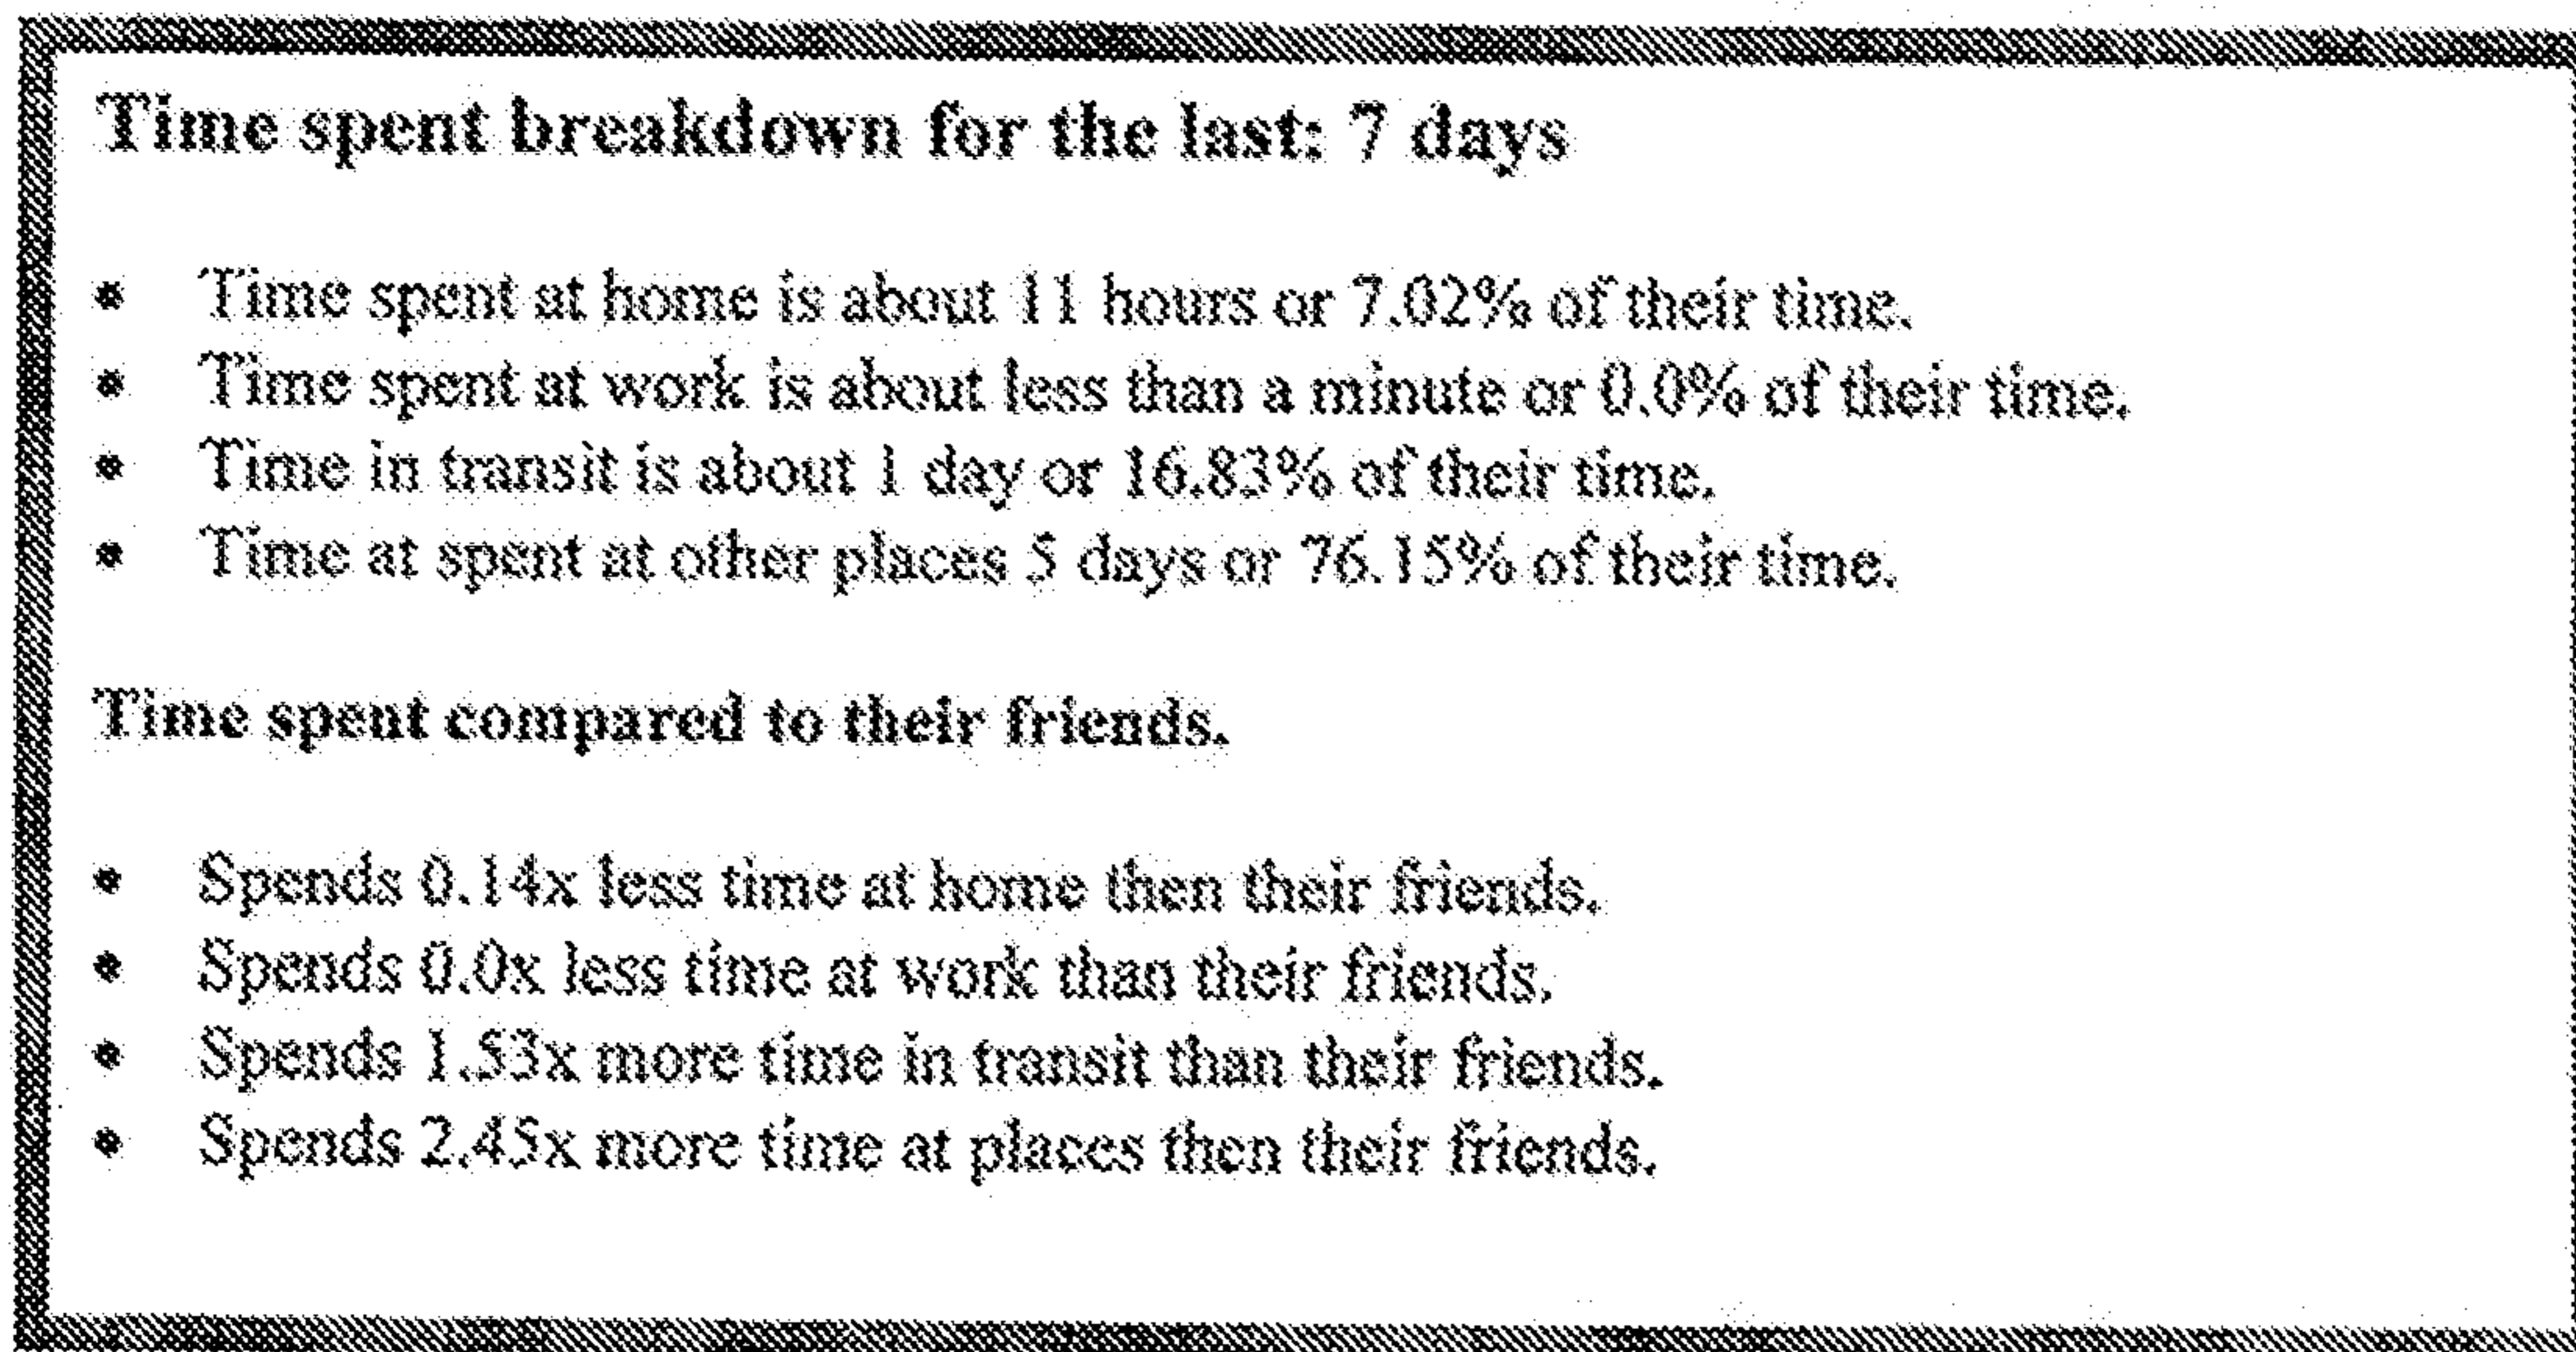 Time spent breakdown for the last: 7 days
• Time spent at home is about 11 hours or 7.02% of their time.
• Time spent at work is about less than a minute or 0.0% of their time.
• Time in transit is about 1 day or 16.83% of their time.
• Time at spent at other places 5 days or 76.15% of their time.
Time spent compared to their friends.
• Spends 0.14x less time at home then their friends.
• Spends 0.0x less time at work than their friends.
• Spends 1.53x more time in transit than their friends.
• Spends 2.45x more time at places then their friends.